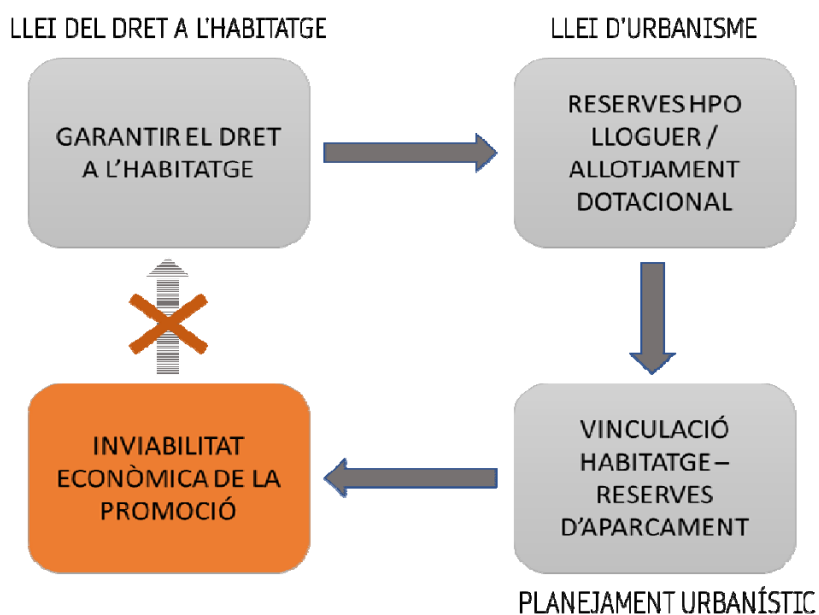 LLEI DEL DRET A L'HABITATGE
LLEI D'URBANISME
GARANTIR EL DRET
A L'HABITATGE
RESERVES HPO
LLOGUER /
ALLOTJAMENT
DOTACIONAL
INVIABILITAT
ECONÒMICA DE LA
PROMOCIÓ
VINCULACIÓ
HABITATGE –
RESERVES
D'APARCAMENT
PLANEJAMENT URBANÍSTIC